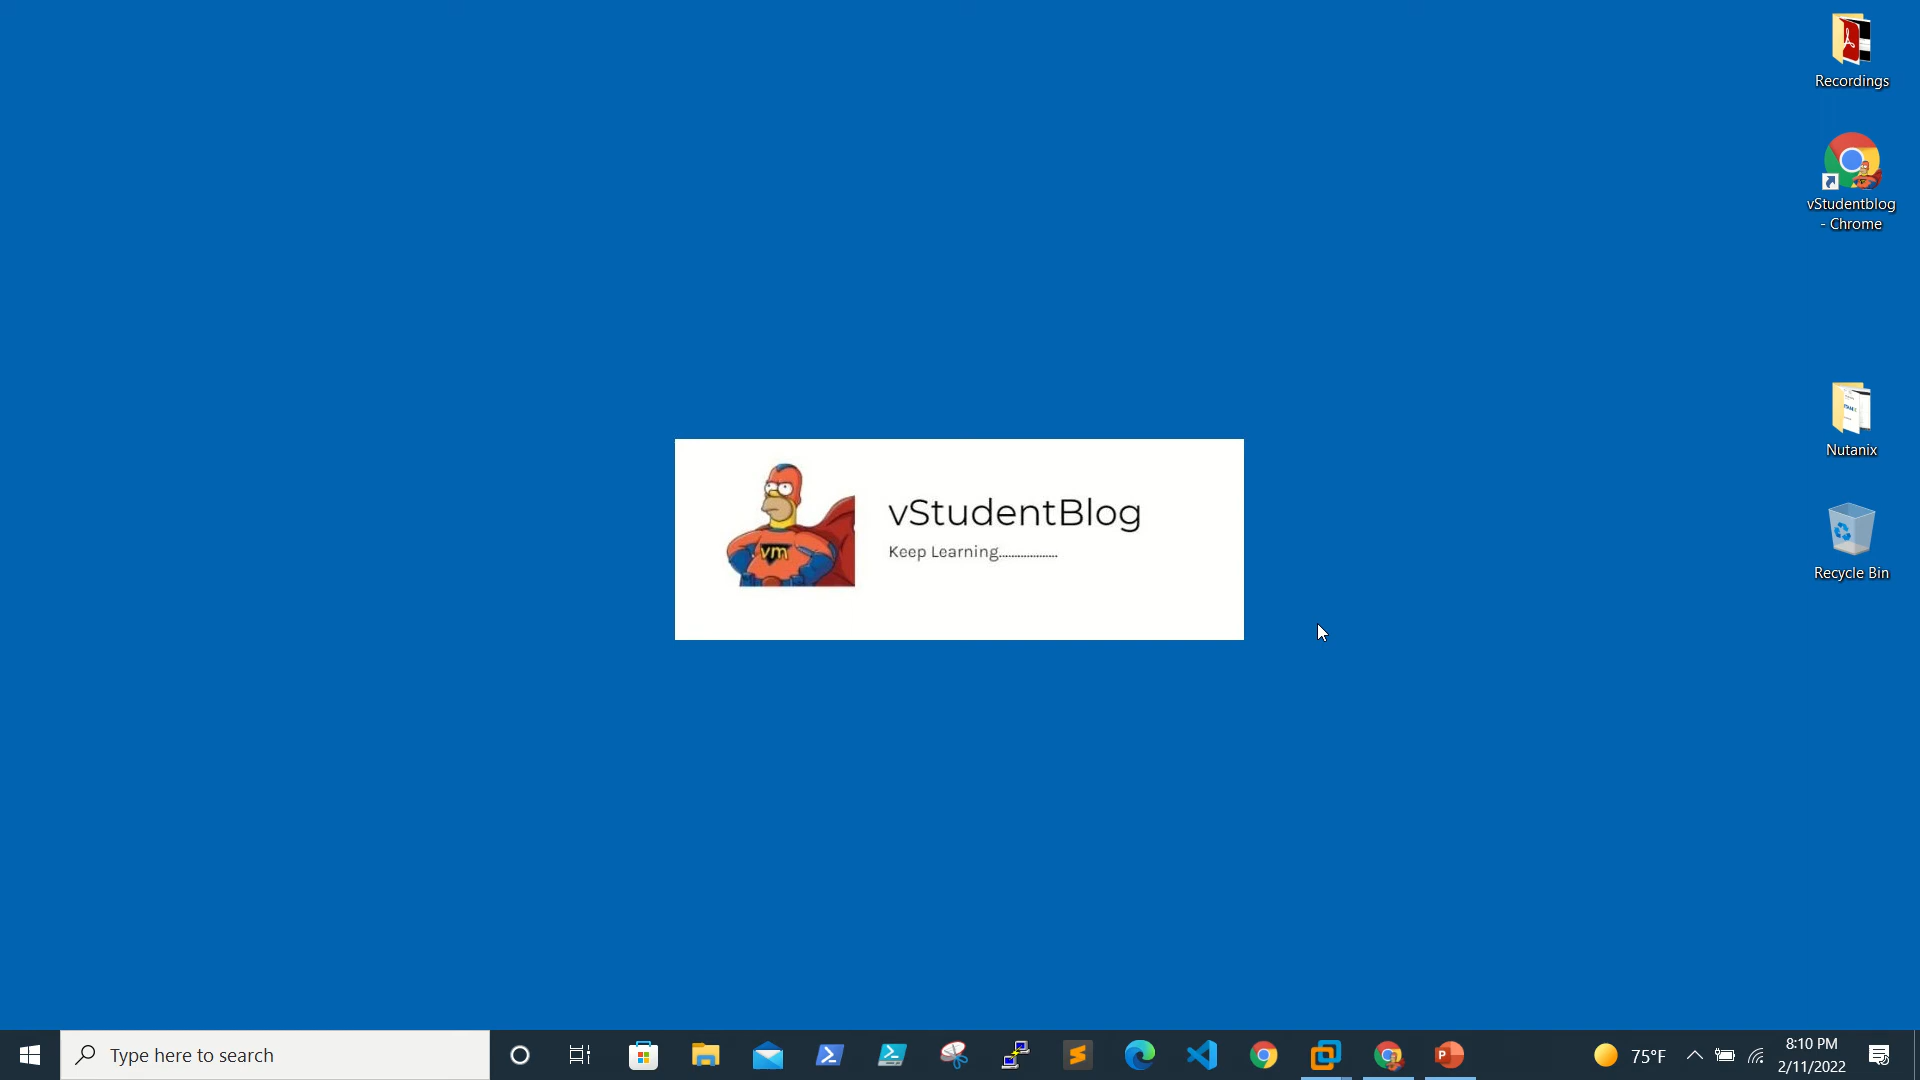 Recordings
vStudentblog
- Chrome
Nutanix
Recycle Bin
vm
vStudentBlog
Keep Learning...................
Type here to search
75°F
8:10 PM
2/11/2022